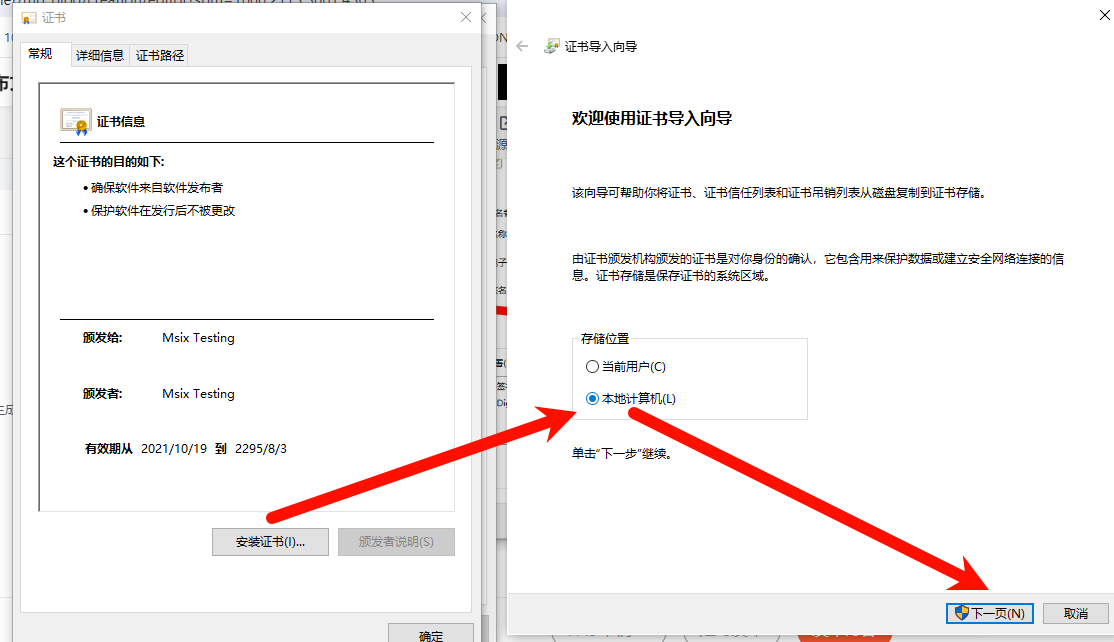 证书
常规
详细信息
证书路径
证书信息
这个证书的目的如下:
• 确保软件来自软件发布者
• 保护软件在发行后不被更改
颁发给: Msix Testing
颁发者: Msix Testing
有效期从 2021/10/19 到 2295/8/3
安装证书(I)...
颁发者说明(S)
确定
证书导入向导
欢迎使用证书导入向导
该向导可帮助你将证书、证书信任列表和证书吊销列表从磁盘复制到证书存储。
由证书颁发机构颁发的证书是对你身份的确认，它包含用来保护数据或建立安全网络连接的信
息。证书存储是保存证书的系统区域。
存储位置
当前用户(C)
本地计算机(L)
单击“下一步”继续。
下一页(N)
取消